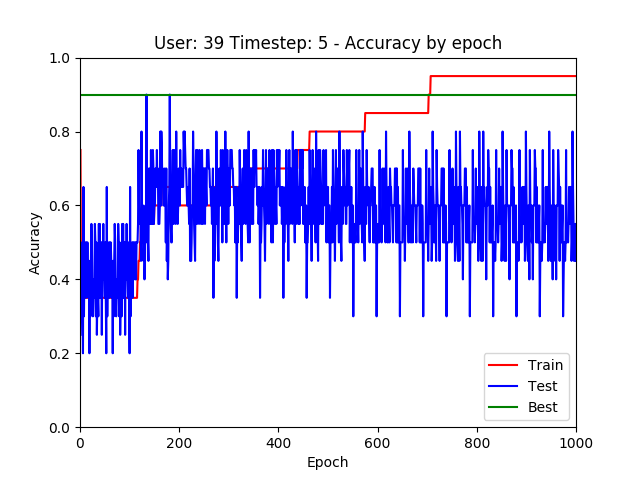 User: 39 Timestep: 5 - Accuracy by epoch
1.0
0.8
0.6
0.4
0.2
0.0
Accuracy
0 200 400 600 800 1000
Epoch
Train
Test
Best